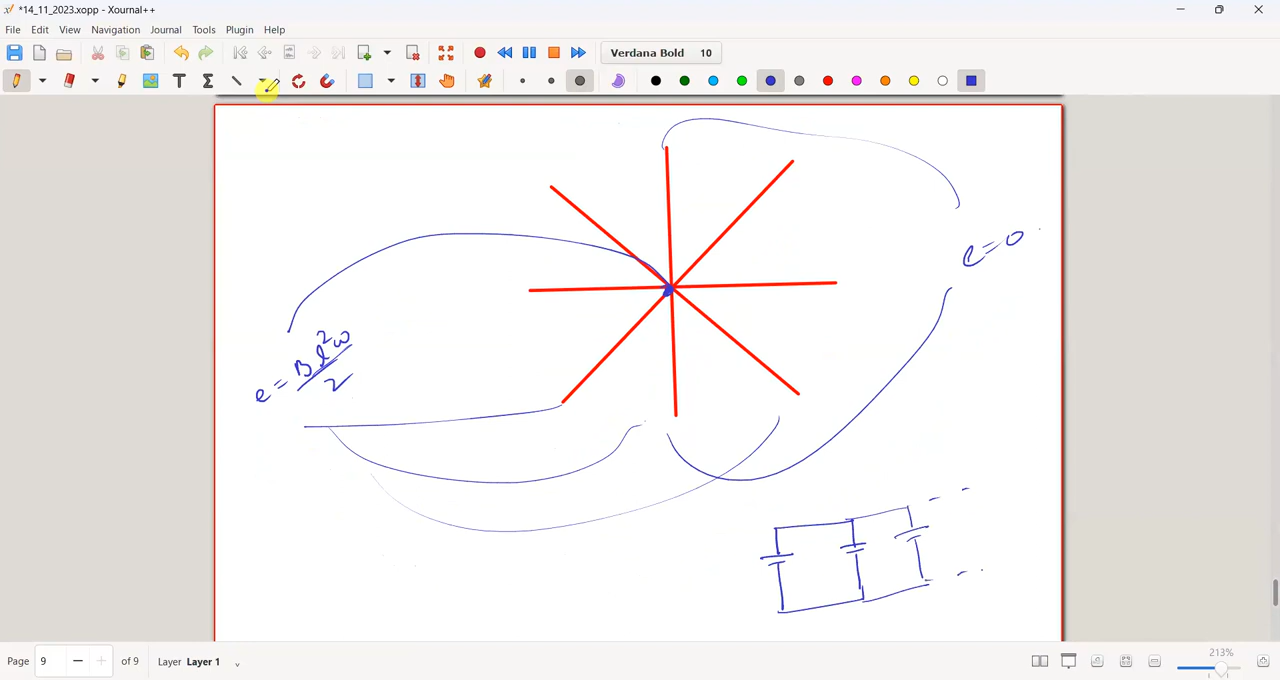 *14_11_2023.xopp - Xournal++
File Edit View Navigation Journal Tools Plugin Help
Verdana Bold 10
e=0
e = Bl²ω/2
Page 9 of 9 Layer Layer 1 213%